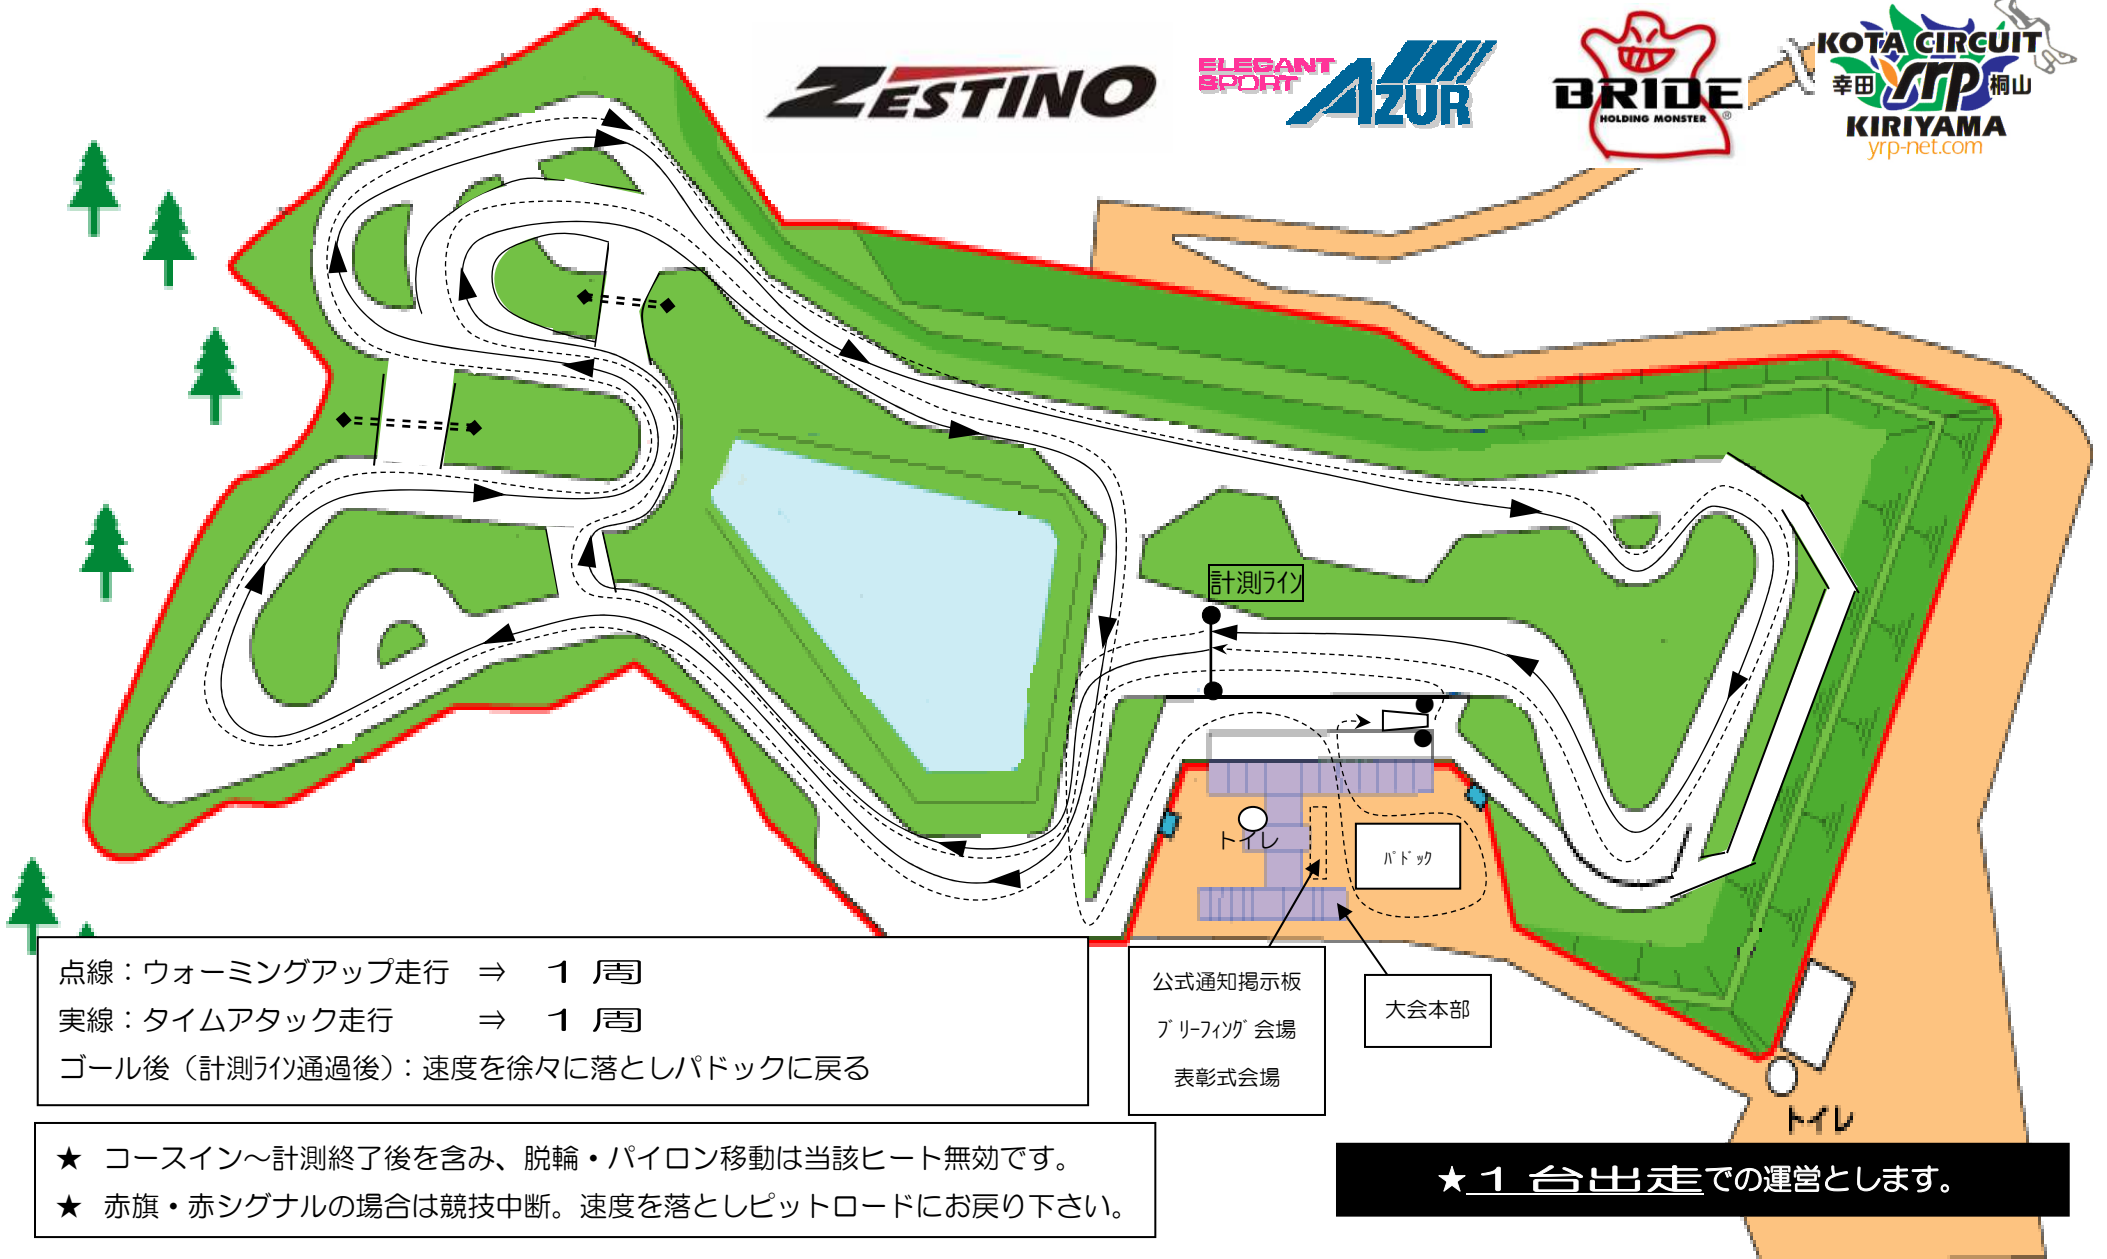 ZESTINO
ELEGANT
SPORT
AZUR
BRIDE
HOLDING MONSTER
®
KOTA CIRCUIT
幸田 yrp 桐山
KIRIYAMA
yrp-net.com
計測ﾗｲﾝ
トイレ
ﾊﾟﾄﾞｯｸ
公式通知掲示板
ﾌﾞﾘｰﾌｨﾝｸﾞ会場
表彰式会場
大会本部
トイレ
点線：ウォーミングアップ走行 ⇒ １周
実線：タイムアタック走行 ⇒ １周
ゴール後（計測ﾗｲﾝ通過後）：速度を徐々に落としパドックに戻る
★ コースイン～計測終了後を含み、脱輪・パイロン移動は当該ヒート無効です。
★ 赤旗・赤シグナルの場合は競技中断。速度を落としピットロードにお戻り下さい。
★１台出走での運営とします。